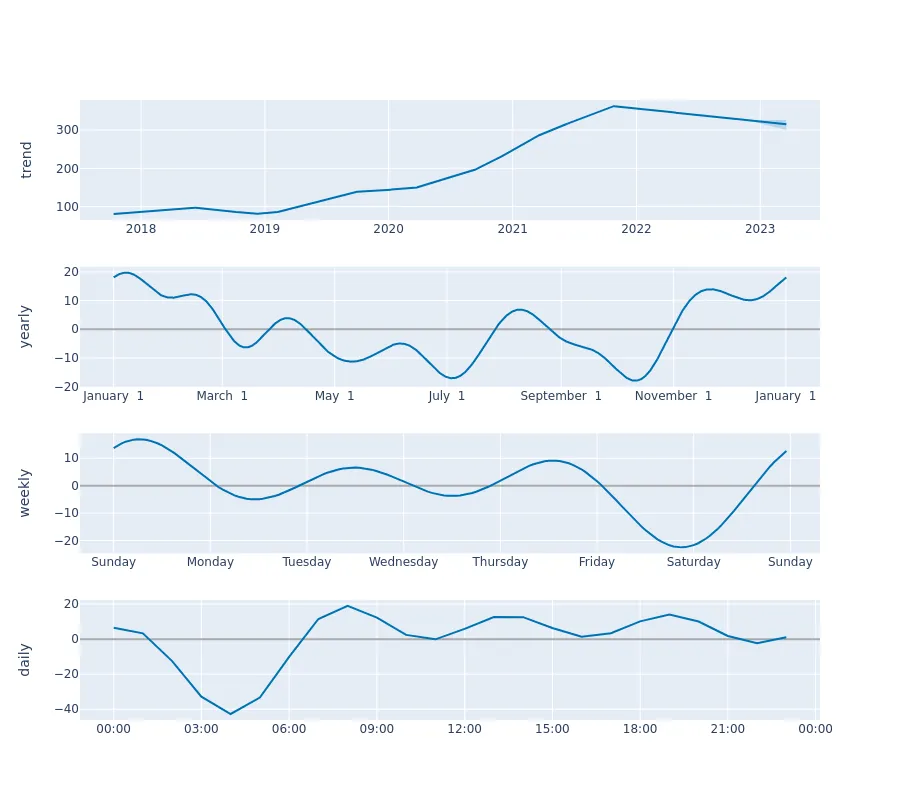 trend
300
200
100
2018 2019 2020 2021 2022 2023
yearly
20
10
0
−10
−20
January 1 March 1 May 1 July 1 September 1 November 1 January 1
weekly
10
0
−10
−20
Sunday Monday Tuesday Wednesday Thursday Friday Saturday Sunday
daily
20
0
−20
−40
00:00 03:00 06:00 09:00 12:00 15:00 18:00 21:00 00:00